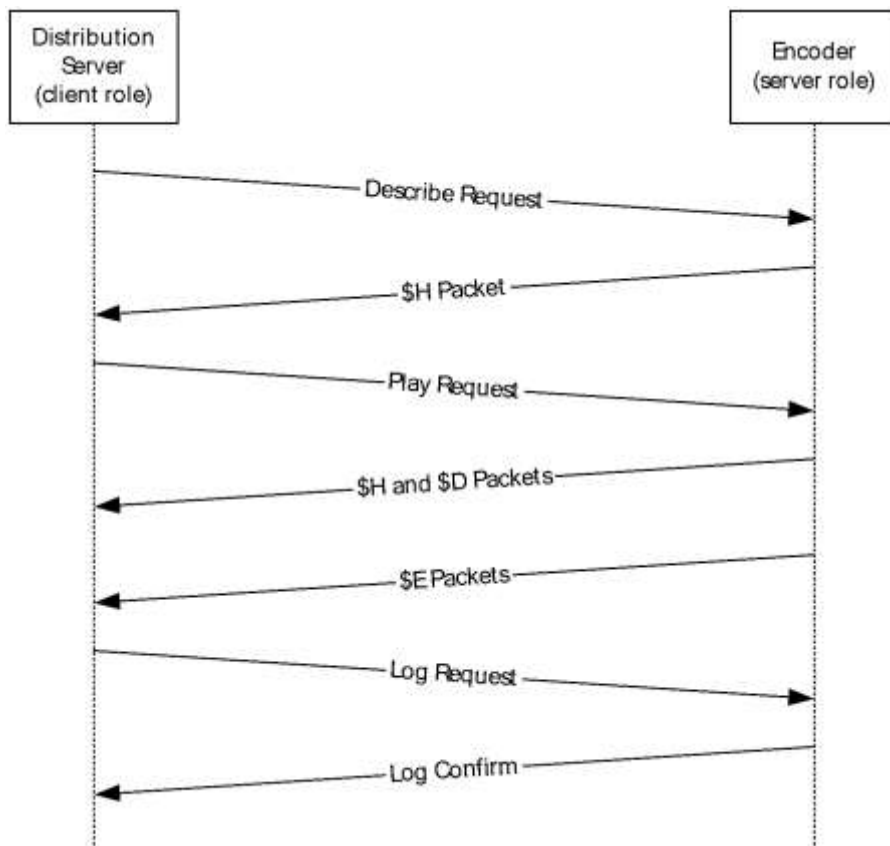 Distribution
Server
(client role)
Encoder
(server role)
Describe Request
$H Packet
Play Request
$H and $D Packets
$E Packets
Log Request
Log Confirm